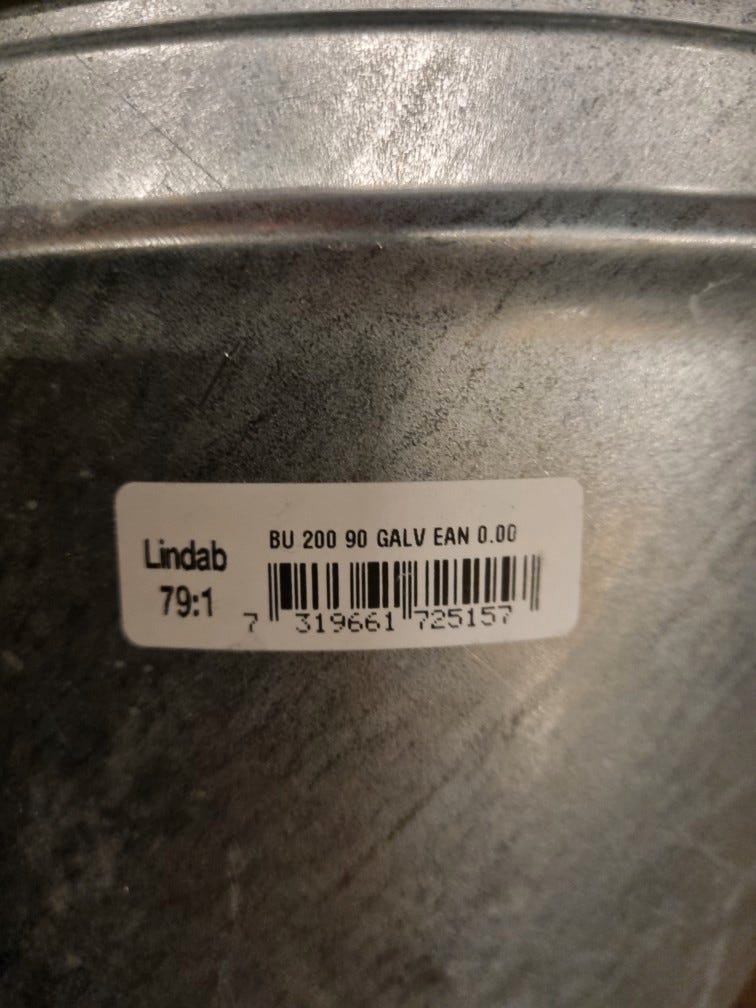 Lindab
79:1
BU 200 90 GALV EAN 0.00
7 319661 725157